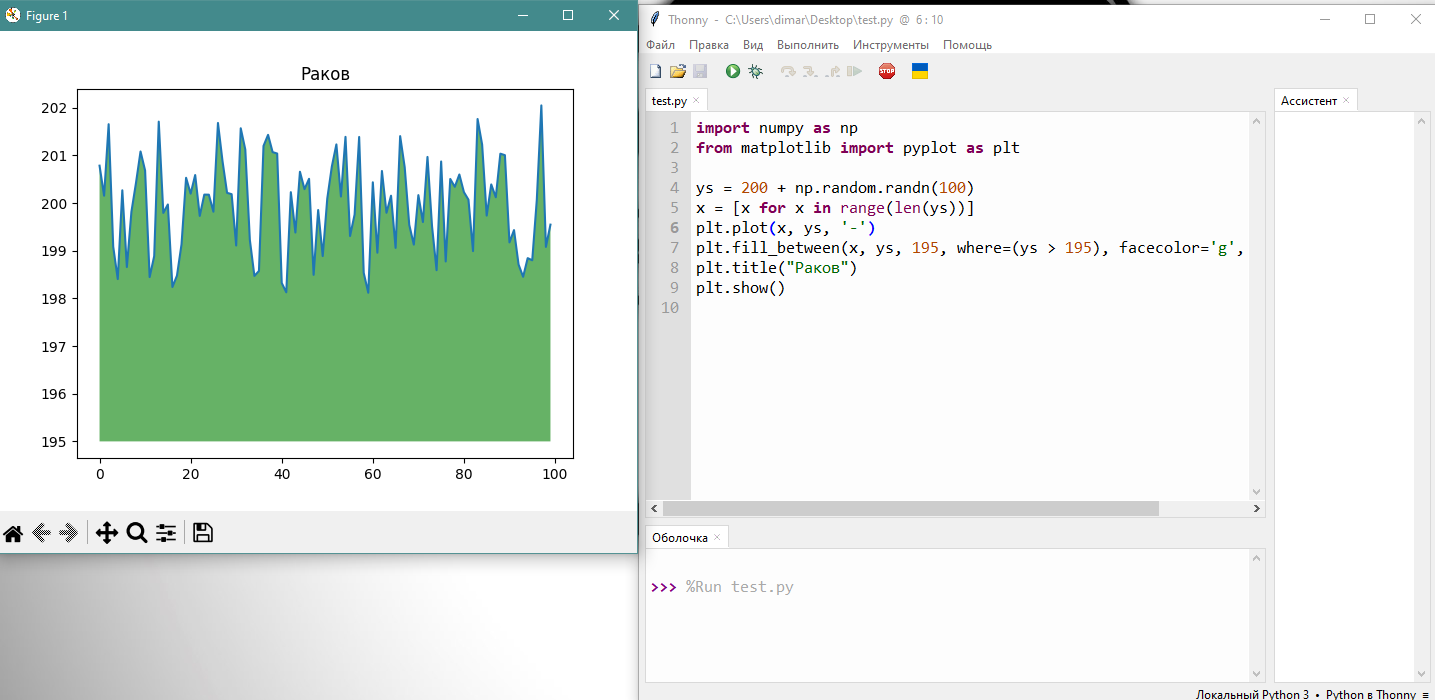 Figure 1
Раков
202
201
200
199
198
197
196
195
0 20 40 60 80 100
Thonny - C:\Users\dimar\Desktop\test.py @ 6:10
Файл Правка Вид Выполнить Инструменты Помощь
STOP
test.py
1 import numpy as np
2 from matplotlib import pyplot as plt
3
4 ys = 200 + np.random.randn(100)
5 x = [x for x in range(len(ys))]
6 plt.plot(x, ys, '-')
7 plt.fill_between(x, ys, 195, where=(ys > 195), facecolor='g',
8 plt.title("Раков")
9 plt.show()
10
Ассистент
Оболочка
>>> %Run test.py
Локальный Python 3 • Python в Thonny ≡